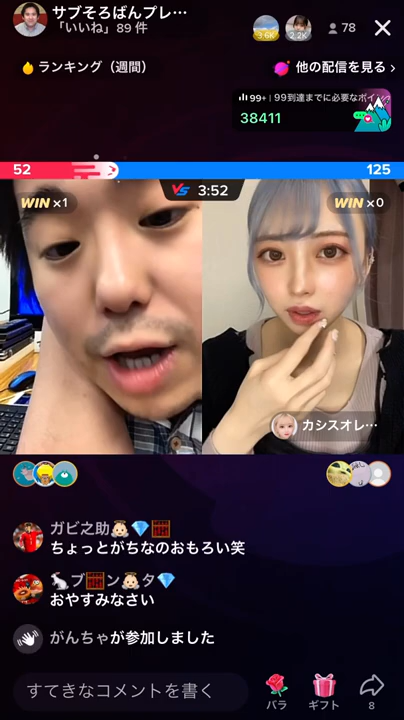 サブそろばんプレ…
「いいね」89 件
3.6K
2.2K
78
ランキング（週間）
他の配信を見る
99+ | 99到達までに必要なポイ
38411
52
125
VS 3:52
WIN x1
WIN x0
カシスオレ…
ガビ之助
ちょっとがちなのおもろい笑
ブ
ン
タ
おやすみなさい
がんちゃが参加しました
すてきなコメントを書く
バラ
ギフト
8